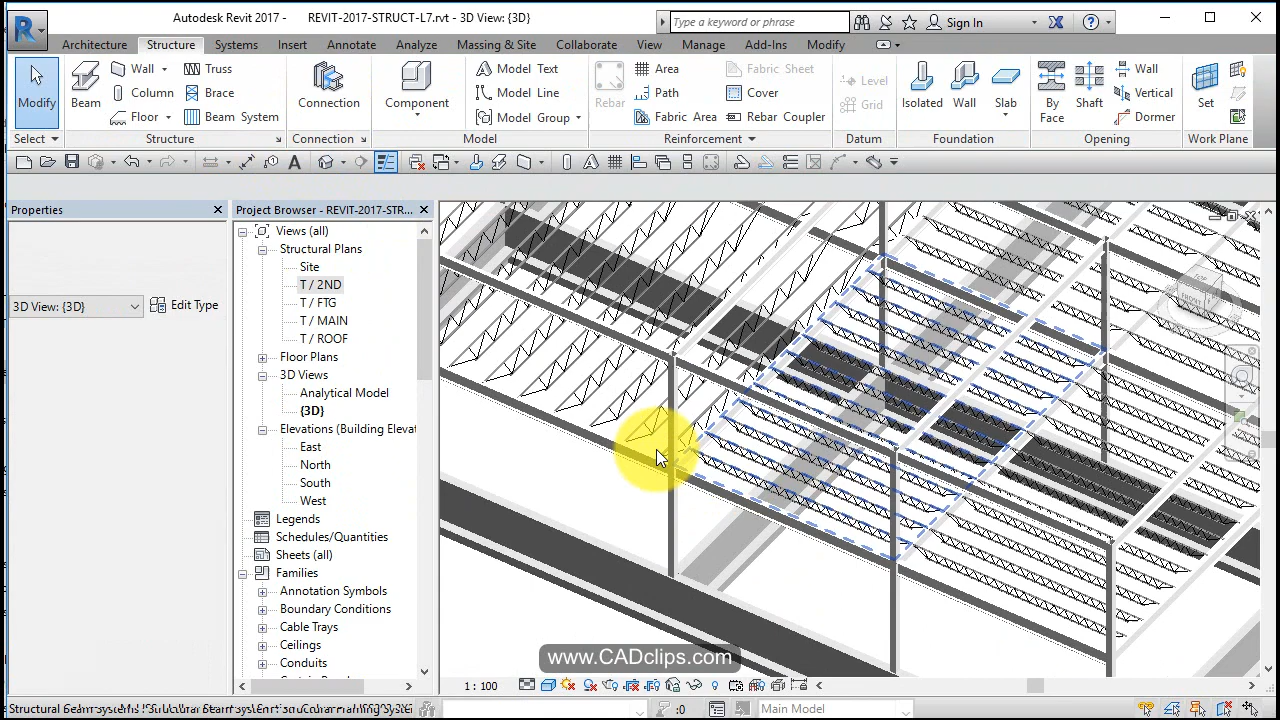 Autodesk Revit 2017 - REVIT-2017-STRUCT-L7.rvt - 3D View: {3D}
Type a keyword or phrase
Sign In
Architecture Structure Systems Insert Annotate Analyze Massing & Site Collaborate View Manage Add-Ins Modify
Modify
Beam
Wall
Column
Floor
Truss
Brace
Beam System
Connection
Component
Model Text
Model Line
Model Group
Rebar
Area
Path
Fabric Area
Fabric Sheet
Cover
Rebar Coupler
Level
Grid
Isolated
Wall
Slab
By Face
Shaft
Wall
Vertical
Dormer
Set
Select Structure Connection Model Reinforcement Datum Foundation Opening Work Plane
Properties
3D View: {3D}
Edit Type
Project Browser - REVIT-2017-STR...
Views (all)
Structural Plans
Site
T / 2ND
T / FTG
T / MAIN
T / ROOF
Floor Plans
3D Views
Analytical Model
{3D}
Elevations (Building Elevat
East
North
South
West
Legends
Schedules/Quantities
Sheets (all)
Families
Annotation Symbols
Boundary Conditions
Cable Trays
Ceilings
Conduits
TOP
www.CADclips.com
1 : 100
:0
Main Model